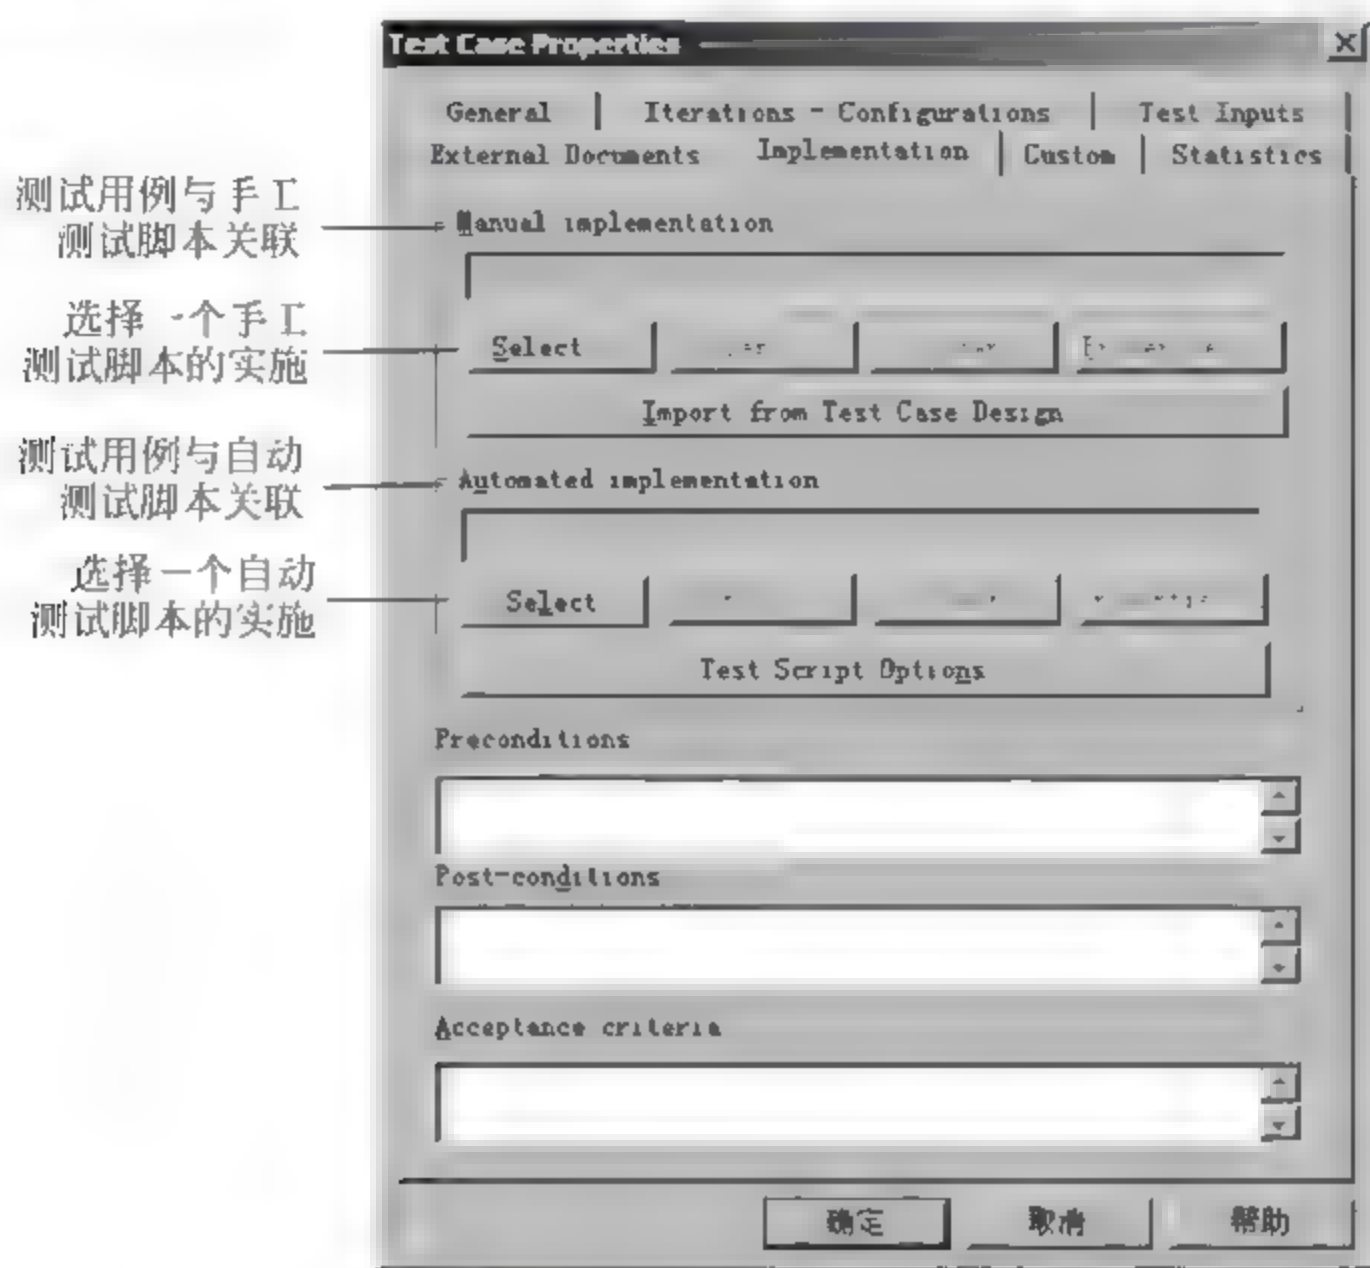 Test Case Properties
General Iterations - Configurations Test Inputs
External Documents Implementation Custom Statistics
测试用例与手工
测试脚本关联
Manual implementation
选择一个手工
测试脚本的实施
Select
Import from Test Case Design
测试用例与自动
测试脚本关联
Automated implementation
选择一个自动
测试脚本的实施
Select
Test Script Options
Preconditions
Post-conditions
Acceptance criteria
确定 取消 帮助